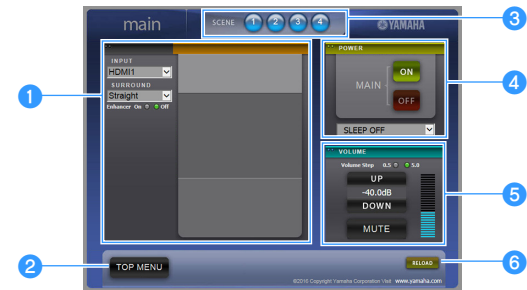 main
SCENE 1 2 3 4
YAMAHA
3
POWER
INPUT
HDMI1
SURROUND
Straight
Enhancer On Off
1
MAIN
ON
OFF
4
SLEEP OFF
VOLUME
Volume Step 0.5 5.0
UP
-40.0dB
DOWN
MUTE
5
2
TOP MENU
RELOAD
6
©2016 Copyright Yamaha Corporation Visit www.yamaha.com